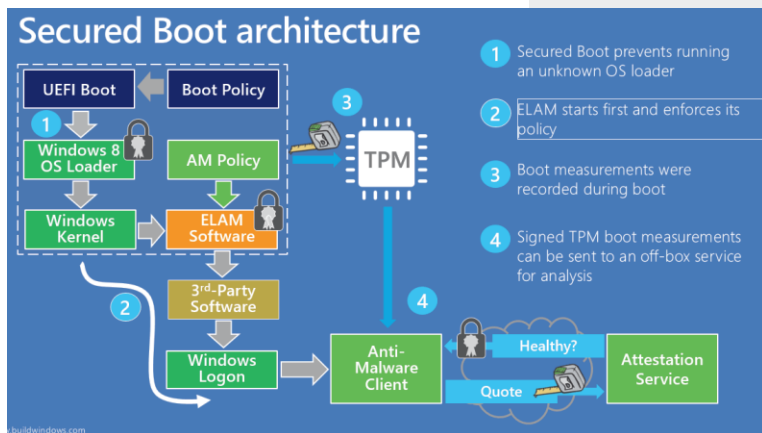 Secured Boot architecture
UEFI Boot
Boot Policy
1
Windows 8
OS Loader
AM Policy
3
TPM
Windows
Kernel
ELAM
Software
2
3rd-Party
Software
4
Windows
Logon
Anti-
Malware
Client
Healthy?
Quote
Attestation
Service
1
Secured Boot prevents running
an unknown OS loader
2
ELAM starts first and enforces its
policy
3
Boot measurements were
recorded during boot
4
Signed TPM boot measurements
can be sent to an off-box service
for analysis
buildwindows.com